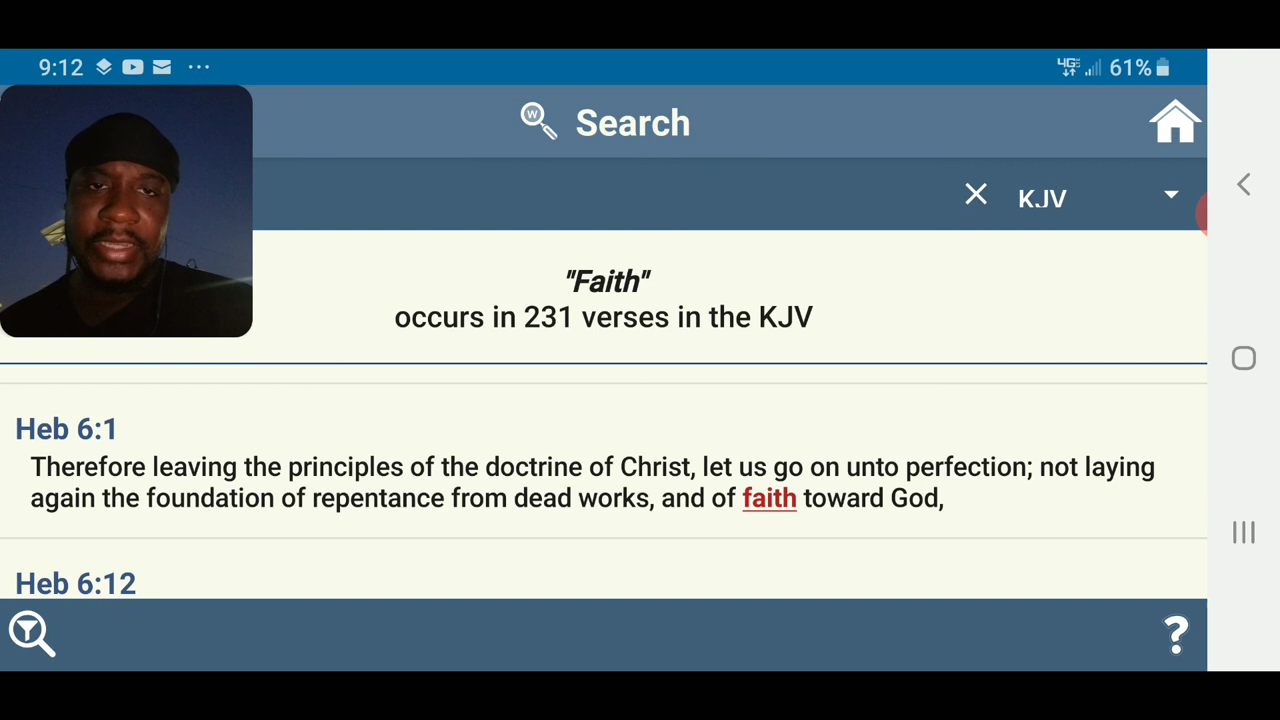 9:12 ... 4G 61%
W Search
KJV
"Faith"
occurs in 231 verses in the KJV
Heb 6:1
Therefore leaving the principles of the doctrine of Christ, let us go on unto perfection; not laying
again the foundation of repentance from dead works, and of faith toward God,
Heb 6:12
?